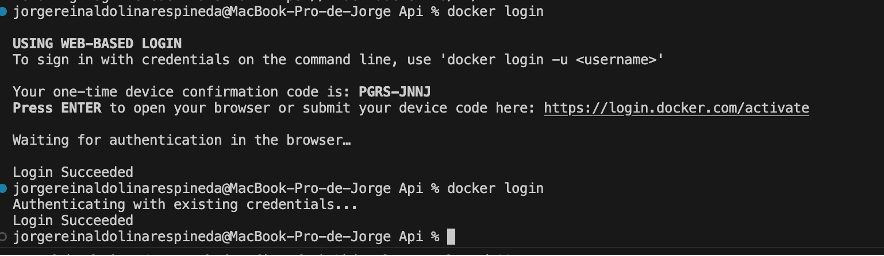 jorgereinaldolinarespineda@MacBook-Pro-de-Jorge Api % docker login
USING WEB-BASED LOGIN
To sign in with credentials on the command line, use 'docker login -u <username>'
Your one-time device confirmation code is: PGRS-JNNJ
Press ENTER to open your browser or submit your device code here: https://login.docker.com/activate
Waiting for authentication in the browser…
Login Succeeded
jorgereinaldolinarespineda@MacBook-Pro-de-Jorge Api % docker login
Authenticating with existing credentials...
Login Succeeded
jorgereinaldolinarespineda@MacBook-Pro-de-Jorge Api %